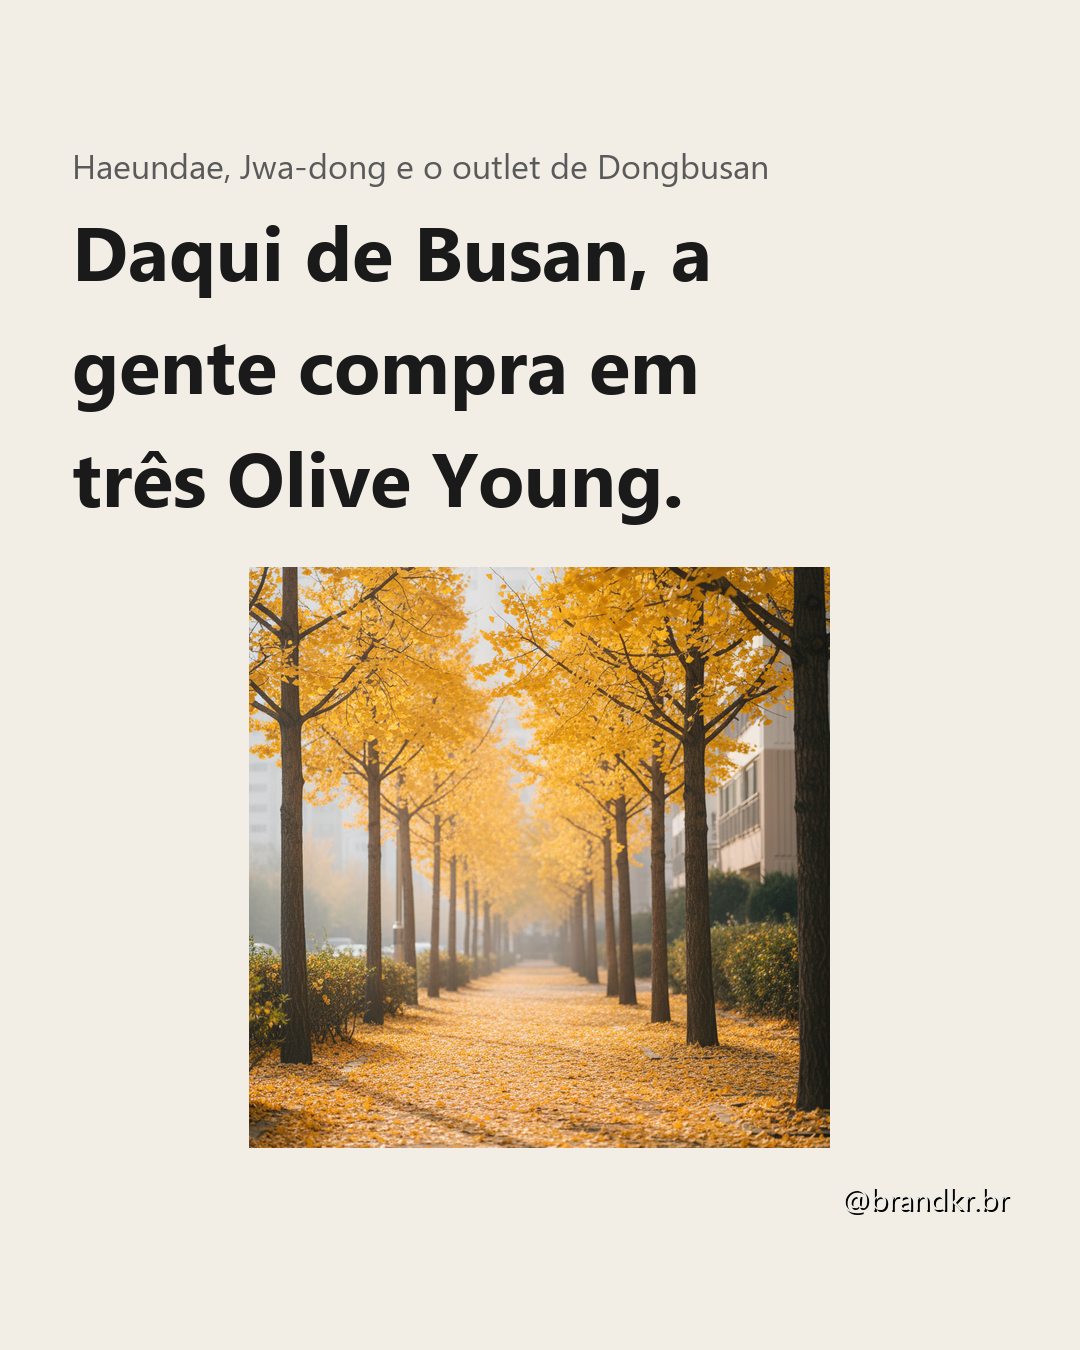 Haeundae, Jwa-dong e o outlet de Dongbusan
Daqui de Busan, a
gente compra em
três Olive Young.
@brandkr.br